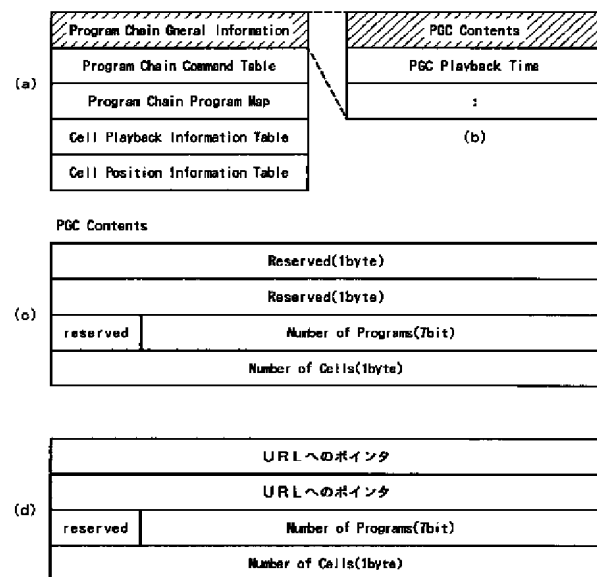 Program Chain Gneral Information
Program Chain Command Table
Program Chain Program Map
Cell Playback Information Table
Cell Position Information Table
(a)
PGC Contents
PGC Playback Time
:
(b)
PGC Contents
Reserved(1byte)
Reserved(1byte)
reserved Number of Programs(7bit)
Number of Cells(1byte)
(c)
URLへのポインタ
URLへのポインタ
reserved Number of Programs(7bit)
Number of Cells(1byte)
(d)